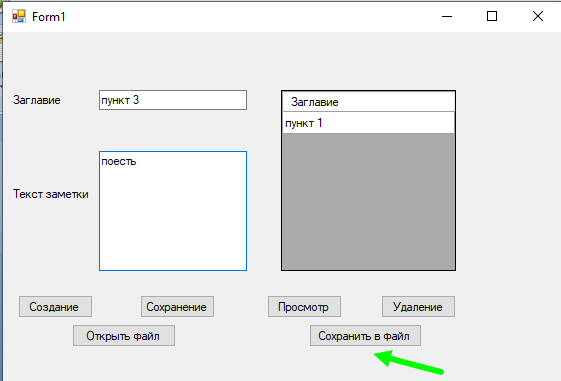 Form1
Заглавие
пункт 3
Заглавие
пункт 1
Текст заметки
поесть
Создание
Сохранение
Просмотр
Удаление
Открыть файл
Сохранить в файл